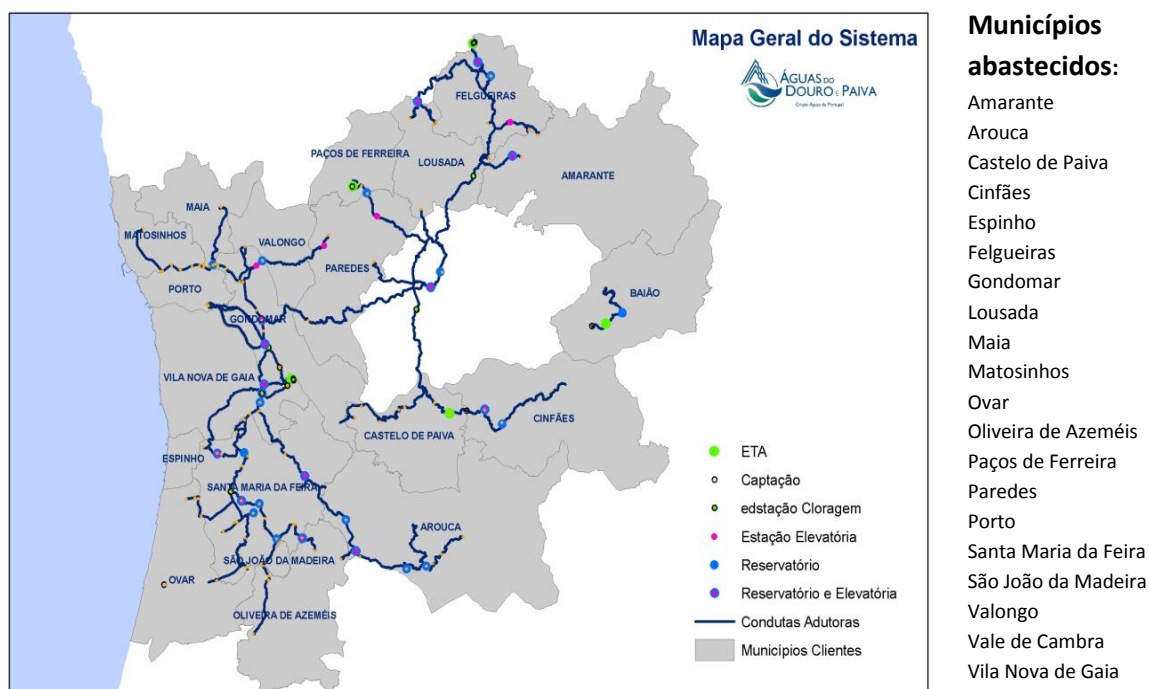 Mapa Geral do Sistema
ÁGUAS DO
DOURO E PAIVA
Grupo Águas de Portugal
FELGUEIRAS
PAÇOS DE FERREIRA
LOUSADA
AMARANTE
MAIA
MATOSINHOS
VALONGO
PAREDES
PORTO
BAIÃO
GONDOMAR
VILA NOVA DE GAIA
CINFÃES
CASTELO DE PAIVA
ESPINHO
SANTA MARIA DA FEIRA
AROUCA
SÃO JOÃO DA MADEIRA
OVAR
OLIVEIRA DE AZEMÉIS
ETA
Captação
edstação Cloragem
Estação Elevatória
Reservatório
Reservatório e Elevatória
Condutas Adutoras
Municípios Clientes
Municípios
abastecidos:
Amarante
Arouca
Castelo de Paiva
Cinfães
Espinho
Felgueiras
Gondomar
Lousada
Maia
Matosinhos
Ovar
Oliveira de Azeméis
Paços de Ferreira
Paredes
Porto
Santa Maria da Feira
São João da Madeira
Valongo
Vale de Cambra
Vila Nova de Gaia